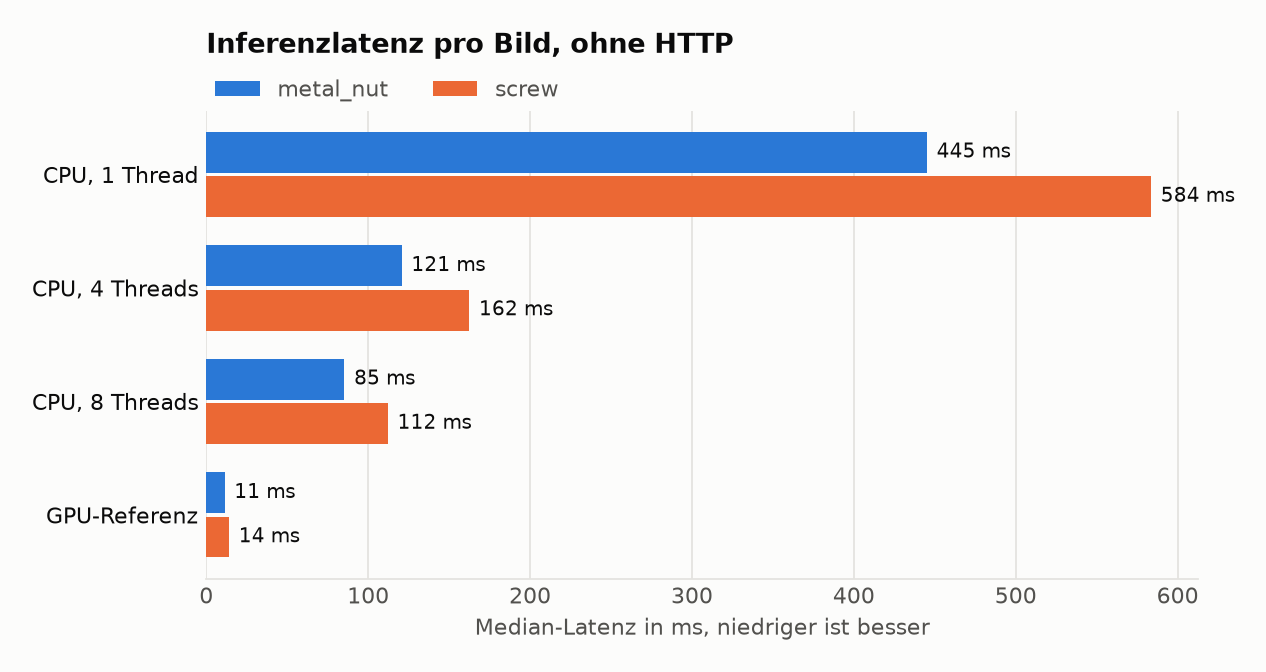 Inferenzlatenz pro Bild, ohne HTTP
metal_nut screw
CPU, 1 Thread
445 ms
584 ms
CPU, 4 Threads
121 ms
162 ms
CPU, 8 Threads
85 ms
112 ms
GPU-Referenz
11 ms
14 ms
0 100 200 300 400 500 600
Median-Latenz in ms, niedriger ist besser